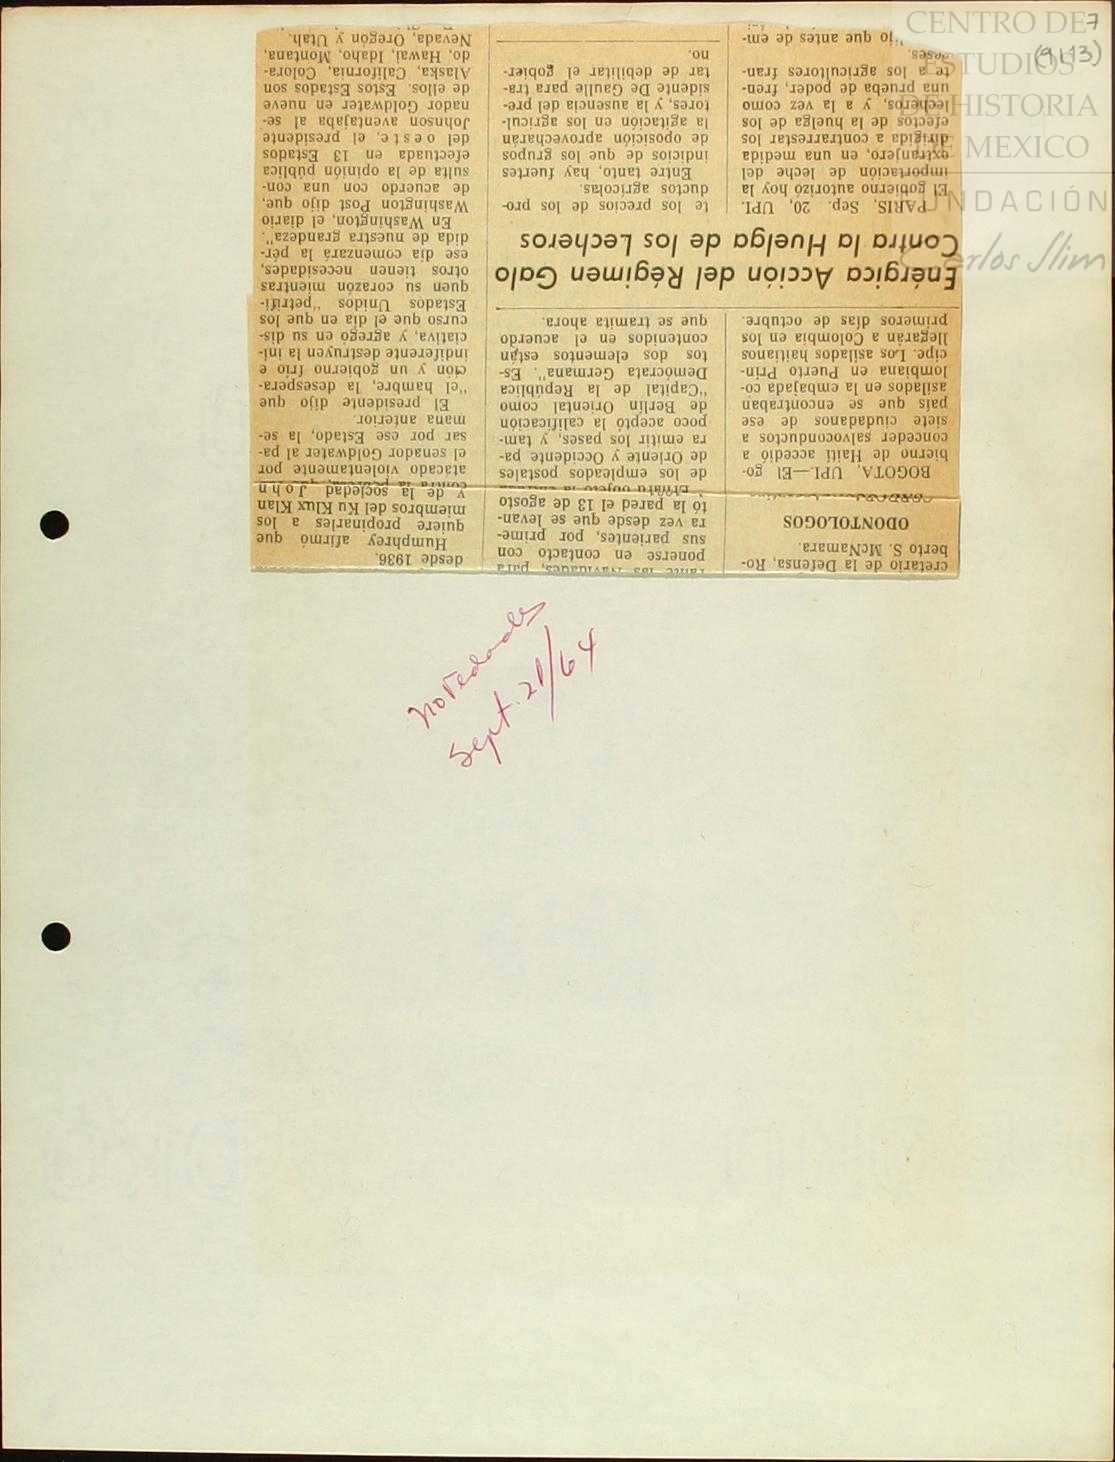 CENTRO DE
ESTUDIOS
DE HISTORIA
DE MEXICO
FUNDACIÓN
Carlos Slim
7
(9|13)
cretario de la Defensa, Ro-
berto S. McNamara.
ODONTOLOGOS
BOGOTA, UPI.—El go-
bierno de Haití accedió a
conceder salvoconductos a
siete ciudadanos de ese
país que se encontraban
asilados en la embajada co-
lombiana en Puerto Prín-
cipe. Los asilados haitianos
llegarán a Colombia en los
primeros días de octubre.
rante las Navidades, para
ponerse en contacto con
sus parientes, por prime-
ra vez desde que se levan-
tó la pared el 13 de agosto
de los empleados postales
de Oriente y Occidente pa-
ra emitir los pases, y tam-
poco acepto la calificación
de Berlín Oriental como
"Capital de la República
Demócrata Germana". Es-
tos dos elementos están
contenidos en el acuerdo
que se tramita ahora.
Enérgica Acción del Régimen Galo
Contra la Huelga de los Lecheros
PARIS, Sep. 20, UPI.
El gobierno autorizó hoy la
importación de leche del
extranjero, en una medida
dirigida a contrarrestar los
efectos de la huelga de los
lecheros, y a la vez como
una prueba de poder, fren-
te a los agricultores fran-
ceses.
dijo que antes de em-
te los precios de los pro-
ductos agrícolas.
Entre tanto, hay fuertes
indicios de que los grupos
de oposición aprovecharán
la agitación en los agricul-
tores, y la ausencia del pre-
sidente De Gaulle para tra-
tar de debilitar el gobier-
no.
desde 1936.
Humphrey afirmó que
quiere propinarles a los
miembros del Ku Klux Klan
y de la sociedad John
atacado violentamente por
el senador Goldwater al pa-
sar por ese Estado, la se-
mana anterior.
El presidente dijo que
"el hambre, la desespera-
ción y un gobierno frío e
indiferente destruyen la ini-
ciativa, y agregó en su dis-
curso que el día en que los
Estados Unidos "petrifi-
quen su corazón mientras
otros tienen necesidades,
ese día comenzará la pér-
dida de nuestra grandeza".
En Washington, el diario
Washington Post dijo que,
de acuerdo con una con-
sulta de la opinión pública
efectuada en 13 Estados
del oeste, el presidente
Johnson aventajaba al se-
nador Goldwater en nueve
de ellos. Estos Estados son
Alaska, California, Colora-
do, Hawai, Idaho, Montana,
Nevada, Oregón y Utah.
Novedades
Sept. 21/64